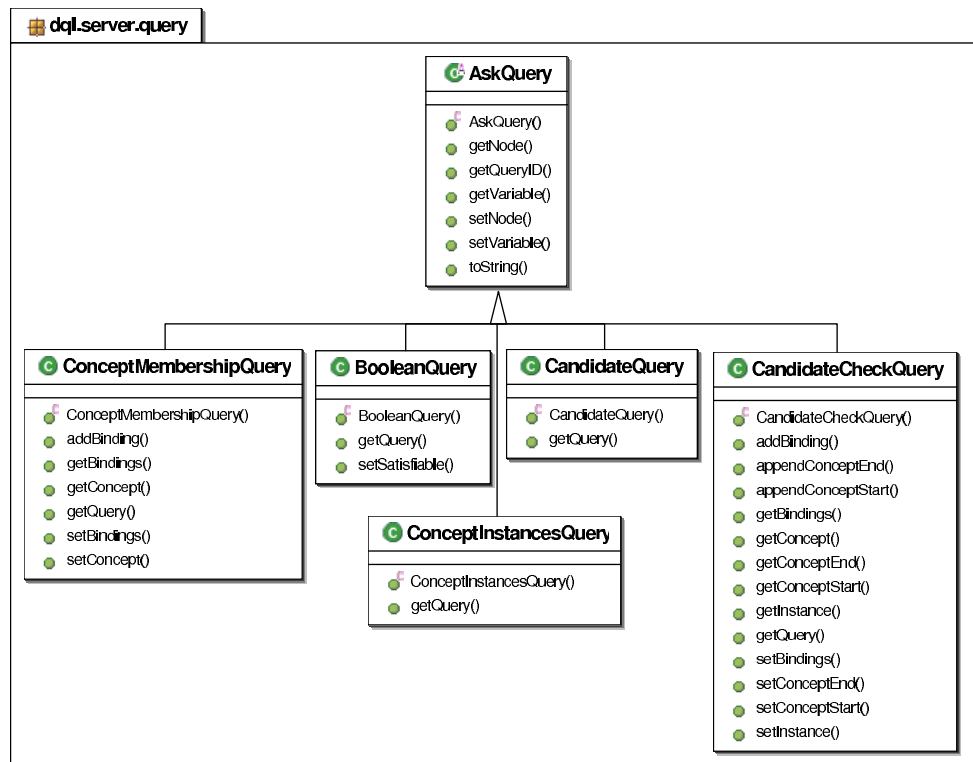 dql.server.query
AskQuery
AskQuery()
getNode()
getQueryID()
getVariable()
setNode()
setVariable()
toString()
ConceptMembershipQuery
ConceptMembershipQuery()
addBinding()
getBindings()
getConcept()
getQuery()
setBindings()
setConcept()
BooleanQuery
BooleanQuery()
getQuery()
setSatisfiable()
CandidateQuery
CandidateQuery()
getQuery()
CandidateCheckQuery
CandidateCheckQuery()
addBinding()
appendConceptEnd()
appendConceptStart()
getBindings()
getConcept()
getConceptEnd()
getConceptStart()
getInstance()
getQuery()
setBindings()
setConceptEnd()
setConceptStart()
setInstance()
ConceptInstancesQuery
ConceptInstancesQuery()
getQuery()